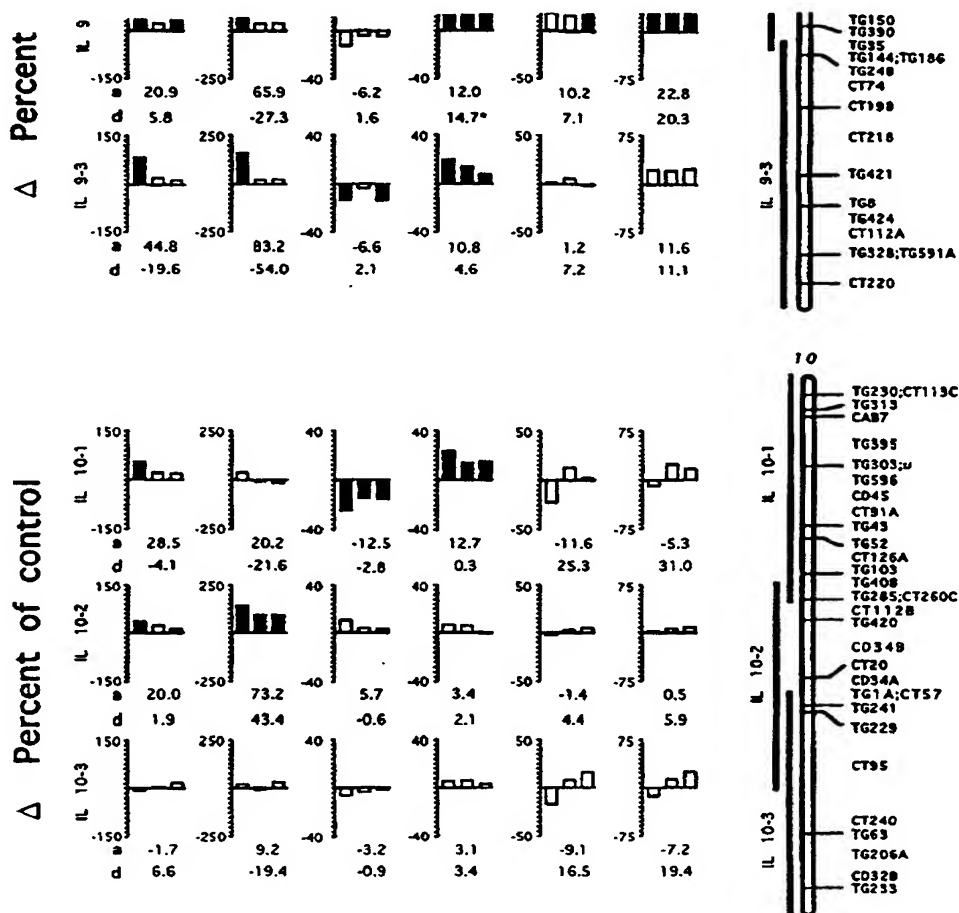 Δ Percent
IL 9
-150 -250 -40 -40 -50 -75
a 20.9 65.9 -6.2 12.0 10.2 22.8
d 5.8 -27.3 1.6 14.7* 7.1 20.3
IL 9-3
150 250 40 40 50 75
-150 -250 -40 -40 -50 -75
a 44.8 83.2 -6.6 10.8 1.2 11.6
d -19.6 -54.0 2.1 4.6 7.2 11.1
IL 9-3
TG150
TG390
TG35
TG144;TG186
TG248
CT74
CT198
CT218
TG421
TG8
TG424
CT112A
TG328;TG591A
CT220
Δ Percent of control
IL 10-1
150 250 40 40 50 75
-150 -250 -40 -40 -50 -75
a 28.5 20.2 -12.5 12.7 -11.6 -5.3
d -4.1 -21.6 -2.8 0.3 25.3 31.0
IL 10-2
150 250 40 40 50 75
-150 -250 -40 -40 -50 -75
a 20.0 73.2 5.7 3.4 -1.4 0.5
d 1.9 43.4 -0.6 2.1 4.4 5.9
IL 10-3
150 250 40 40 50 75
-150 -250 -40 -40 -50 -75
a -1.7 9.2 -3.2 3.1 -9.1 -7.2
d 6.6 -19.4 -0.9 3.4 16.5 19.4
10
IL 10-1
IL 10-2
IL 10-3
TG230;CT113C
TG313
CAB7
TG395
TG303;u
TG596
CD45
CT91A
TG43
TG52
CT126A
TG103
TG408
TG285;CT260C
CT112B
TG420
CD34B
CT20
CD34A
TG1A;CT57
TG241
TG229
CT95
CT240
TG63
TG206A
CD32B
TG233